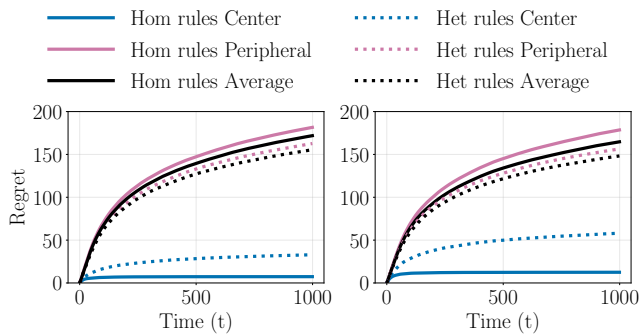 Hom rules Center Het rules Center
Hom rules Peripheral Het rules Peripheral
Hom rules Average Het rules Average
200 200
150 150
100 100
50 50
0 0
0 500 1000 0 500 1000
Regret
Time (t) Time (t)